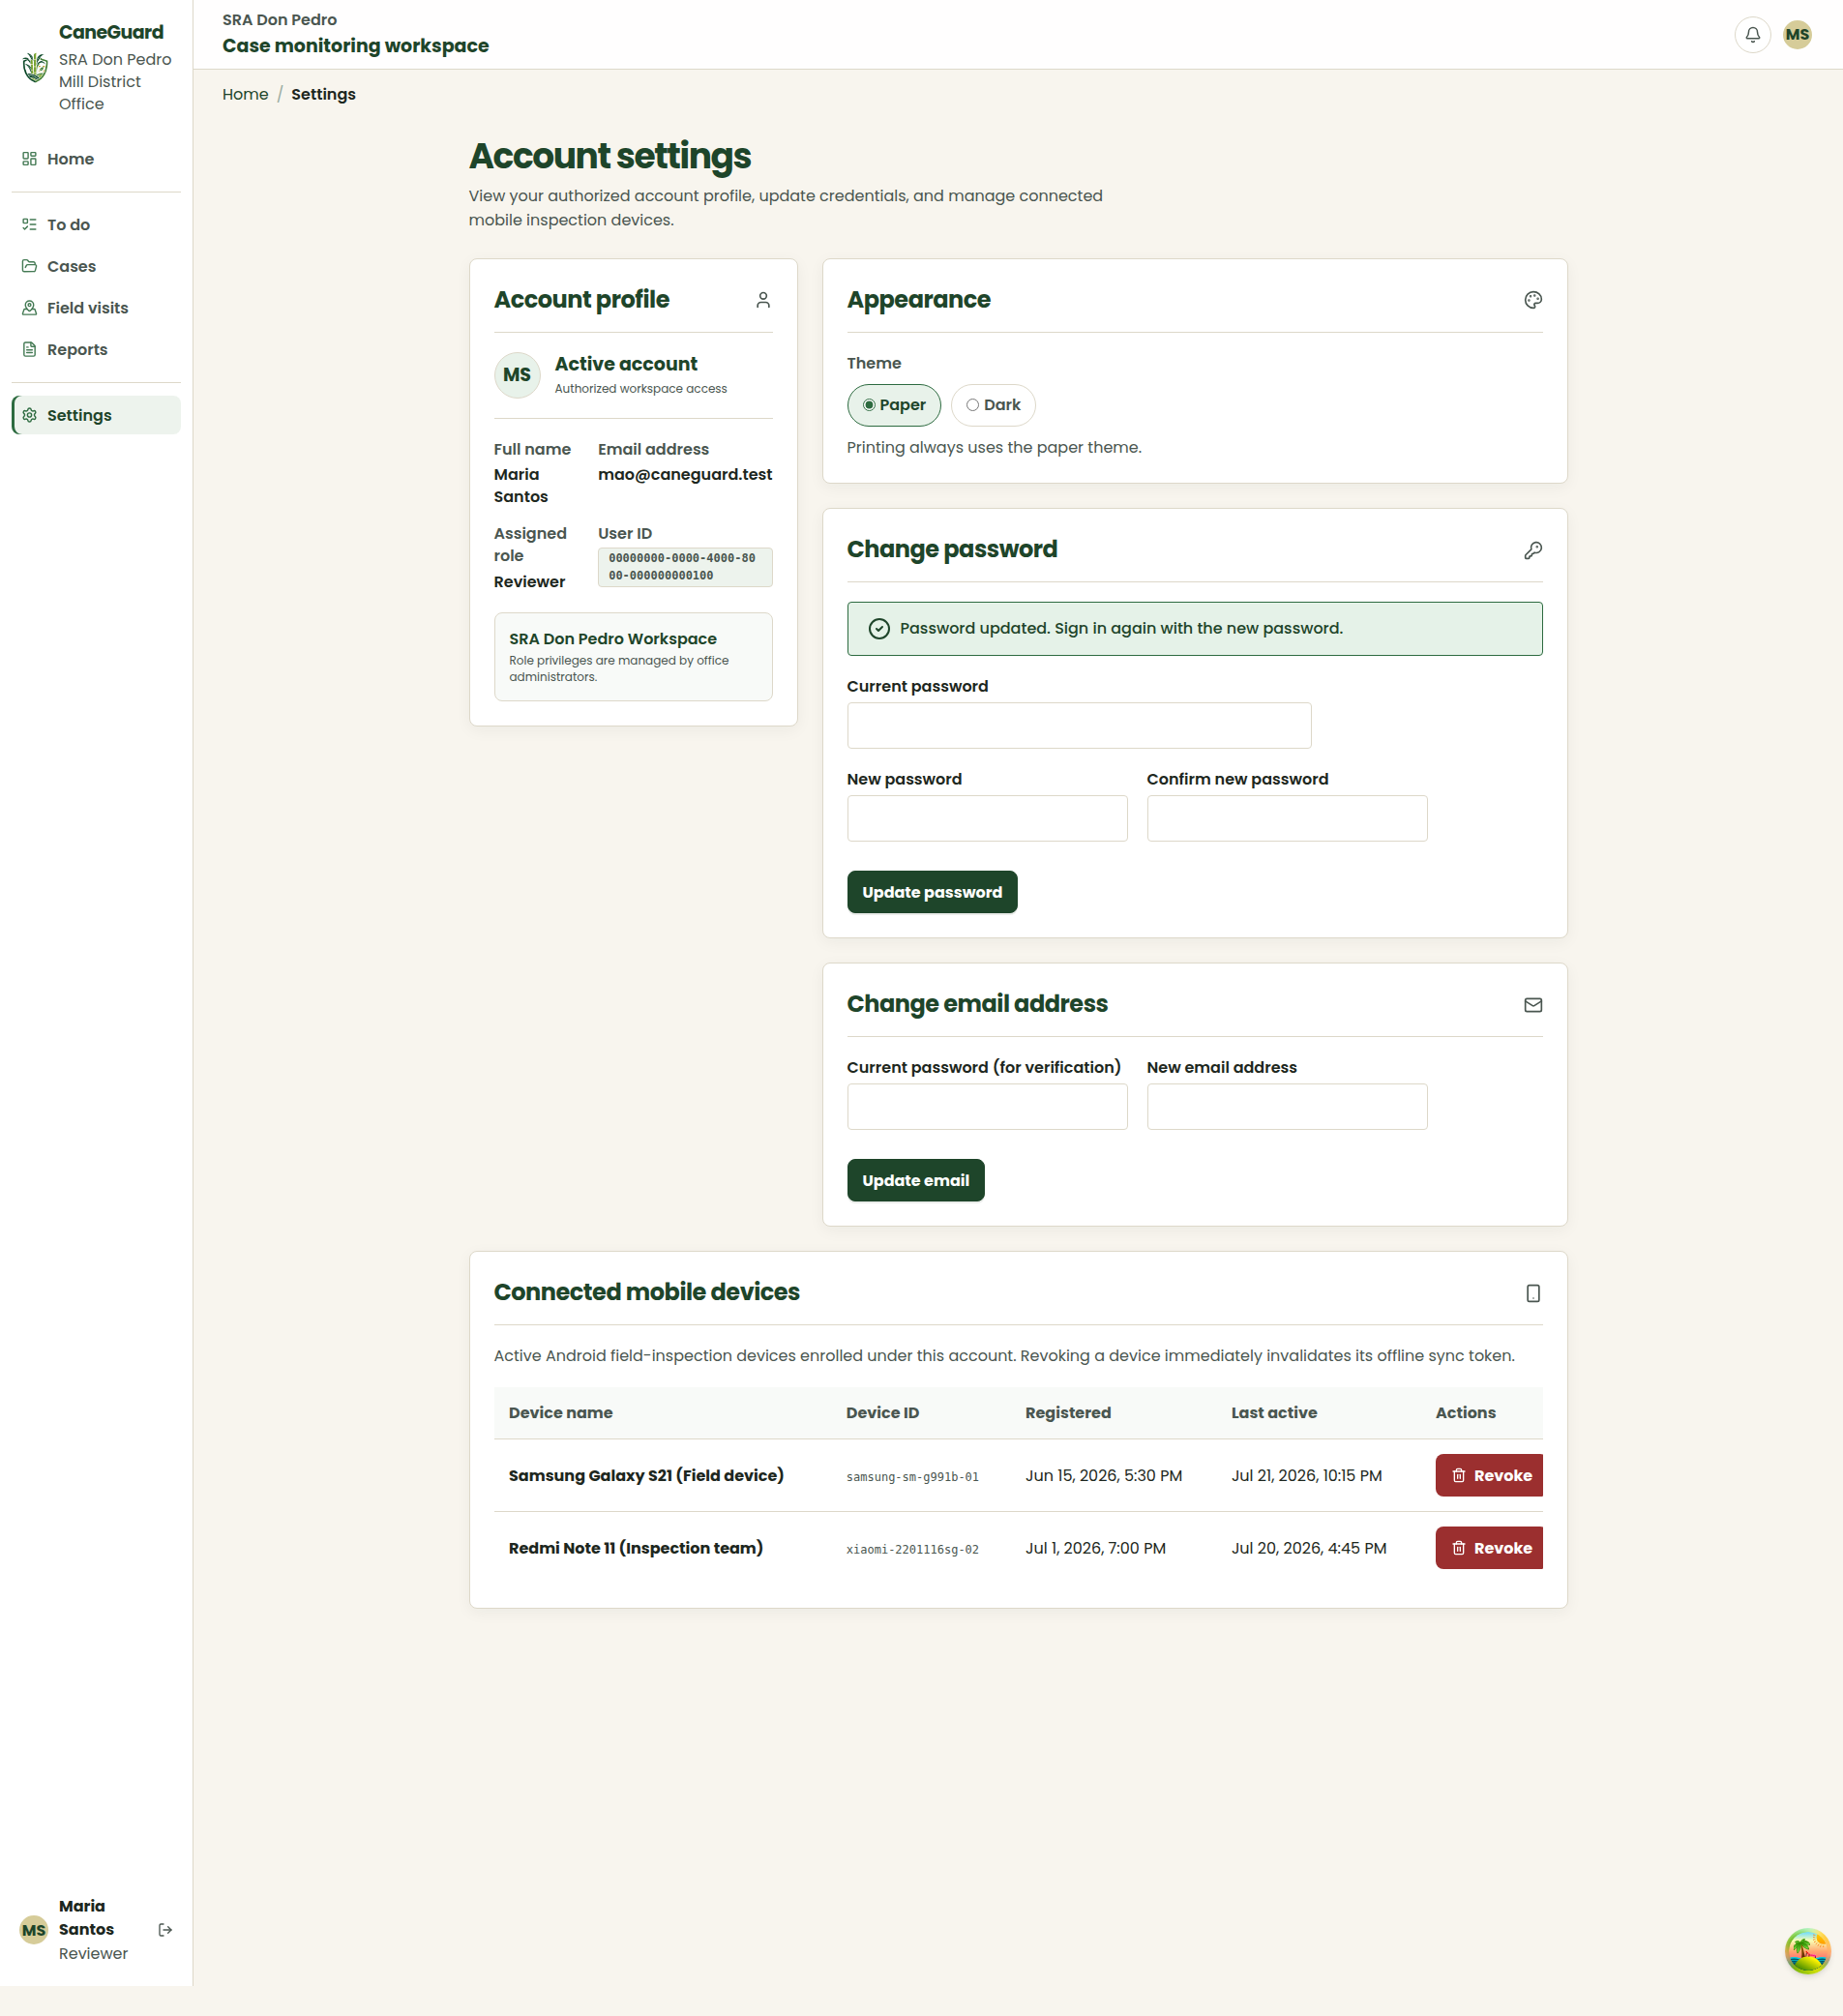 CaneGuard
SRA Don Pedro
Mill District
Office
Home
To do
Cases
Field visits
Reports
Settings
Maria
Santos
MS
Reviewer
SRA Don Pedro
Case monitoring workspace
MS
Home / Settings
Account settings
View your authorized account profile, update credentials, and manage connected
mobile inspection devices.
Account profile
MS
Active account
Authorized workspace access
Full name
Maria
Santos
Email address
mao@caneguard.test
Assigned
role
Reviewer
User ID
00000000-0000-4000-80
00-000000000100
SRA Don Pedro Workspace
Role privileges are managed by office
administrators.
Appearance
Theme
Paper
Dark
Printing always uses the paper theme.
Change password
Password updated. Sign in again with the new password.
Current password
New password
Confirm new password
Update password
Change email address
Current password (for verification)
New email address
Update email
Connected mobile devices
Active Android field-inspection devices enrolled under this account. Revoking a device immediately invalidates its offline sync token.
Device name Device ID Registered Last active Actions
Samsung Galaxy S21 (Field device) samsung-sm-g991b-01 Jun 15, 2026, 5:30 PM Jul 21, 2026, 10:15 PM Revoke
Redmi Note 11 (Inspection team) xiaomi-2201116sg-02 Jul 1, 2026, 7:00 PM Jul 20, 2026, 4:45 PM Revoke